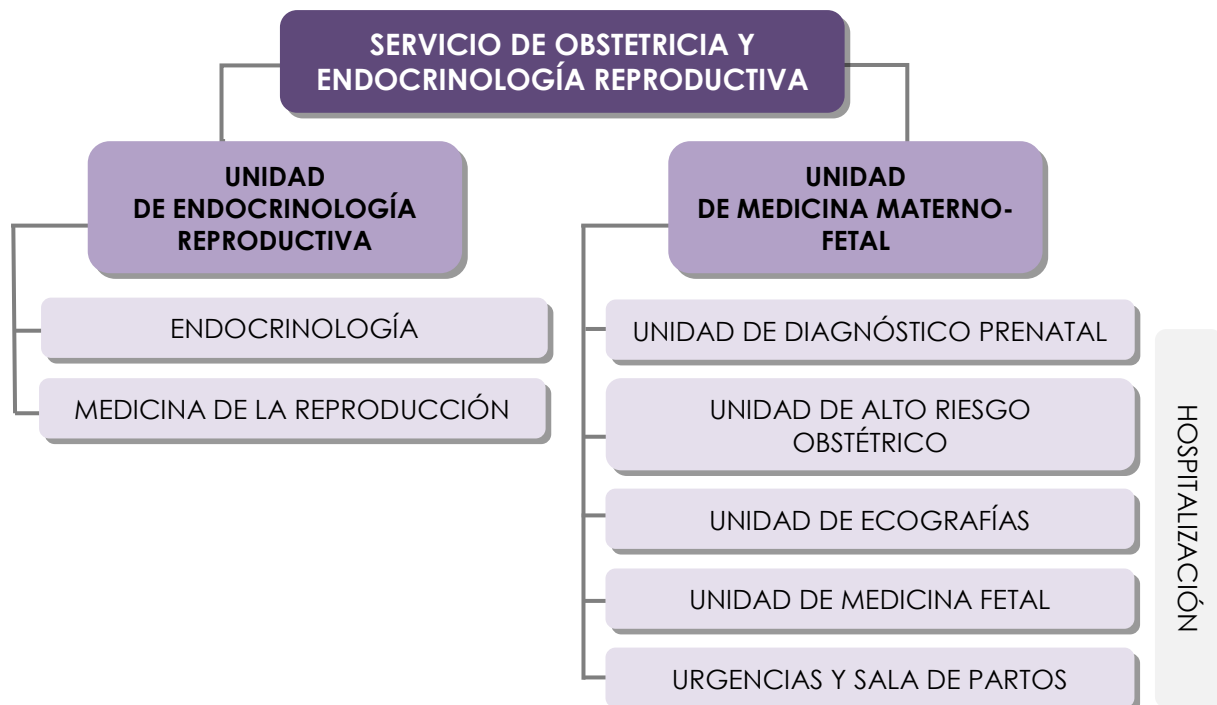 SERVICIO DE OBSTETRICIA Y
ENDOCRINOLOGÍA REPRODUCTIVA
UNIDAD
DE ENDOCRINOLOGÍA
REPRODUCTIVA
ENDOCRINOLOGÍA
MEDICINA DE LA REPRODUCCIÓN
UNIDAD
DE MEDICINA MATERNO-
FETAL
UNIDAD DE DIAGNÓSTICO PRENATAL
UNIDAD DE ALTO RIESGO
OBSTÉTRICO
UNIDAD DE ECOGRAFÍAS
UNIDAD DE MEDICINA FETAL
URGENCIAS Y SALA DE PARTOS
HOSPITALIZACIÓN